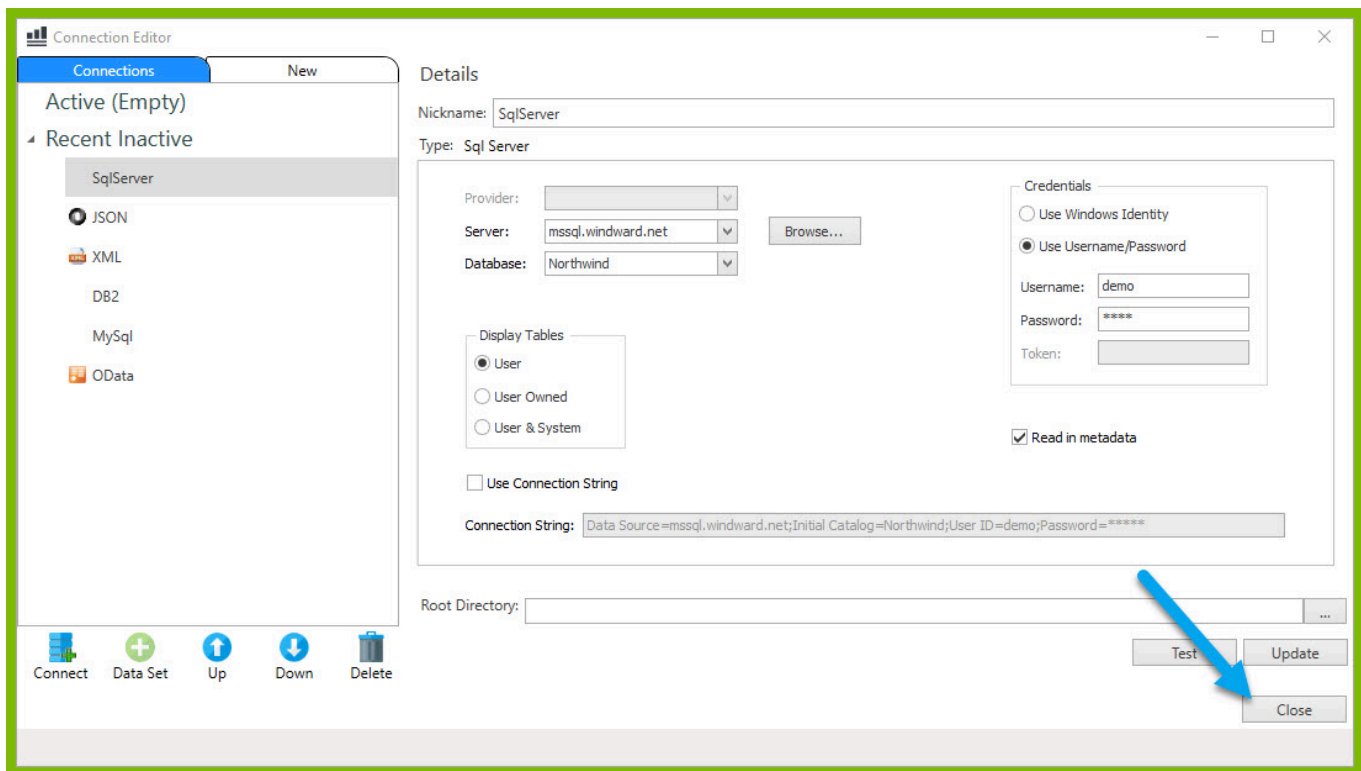 Connection Editor
Connections
New
Active (Empty)
Recent Inactive
SqlServer
JSON
XML
DB2
MySql
OData
Connect
Data Set
Up
Down
Delete
Details
Nickname: SqlServer
Type: Sql Server
Provider:
Server: mssql.windward.net Browse...
Database: Northwind
Display Tables
User
User Owned
User & System
Credentials
Use Windows Identity
Use Username/Password
Username: demo
Password: ****
Token:
Read in metadata
Use Connection String
Connection String: Data Source=mssql.windward.net;Initial Catalog=Northwind;User ID=demo;Password=*****
Root Directory: ...
Test Update
Close